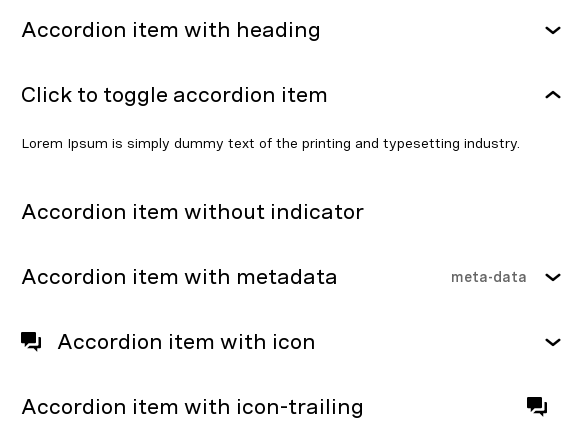 Accordion item with heading
Click to toggle accordion item
Lorem Ipsum is simply dummy text of the printing and typesetting industry.
Accordion item without indicator
Accordion item with metadata meta-data
Accordion item with icon
Accordion item with icon-trailing